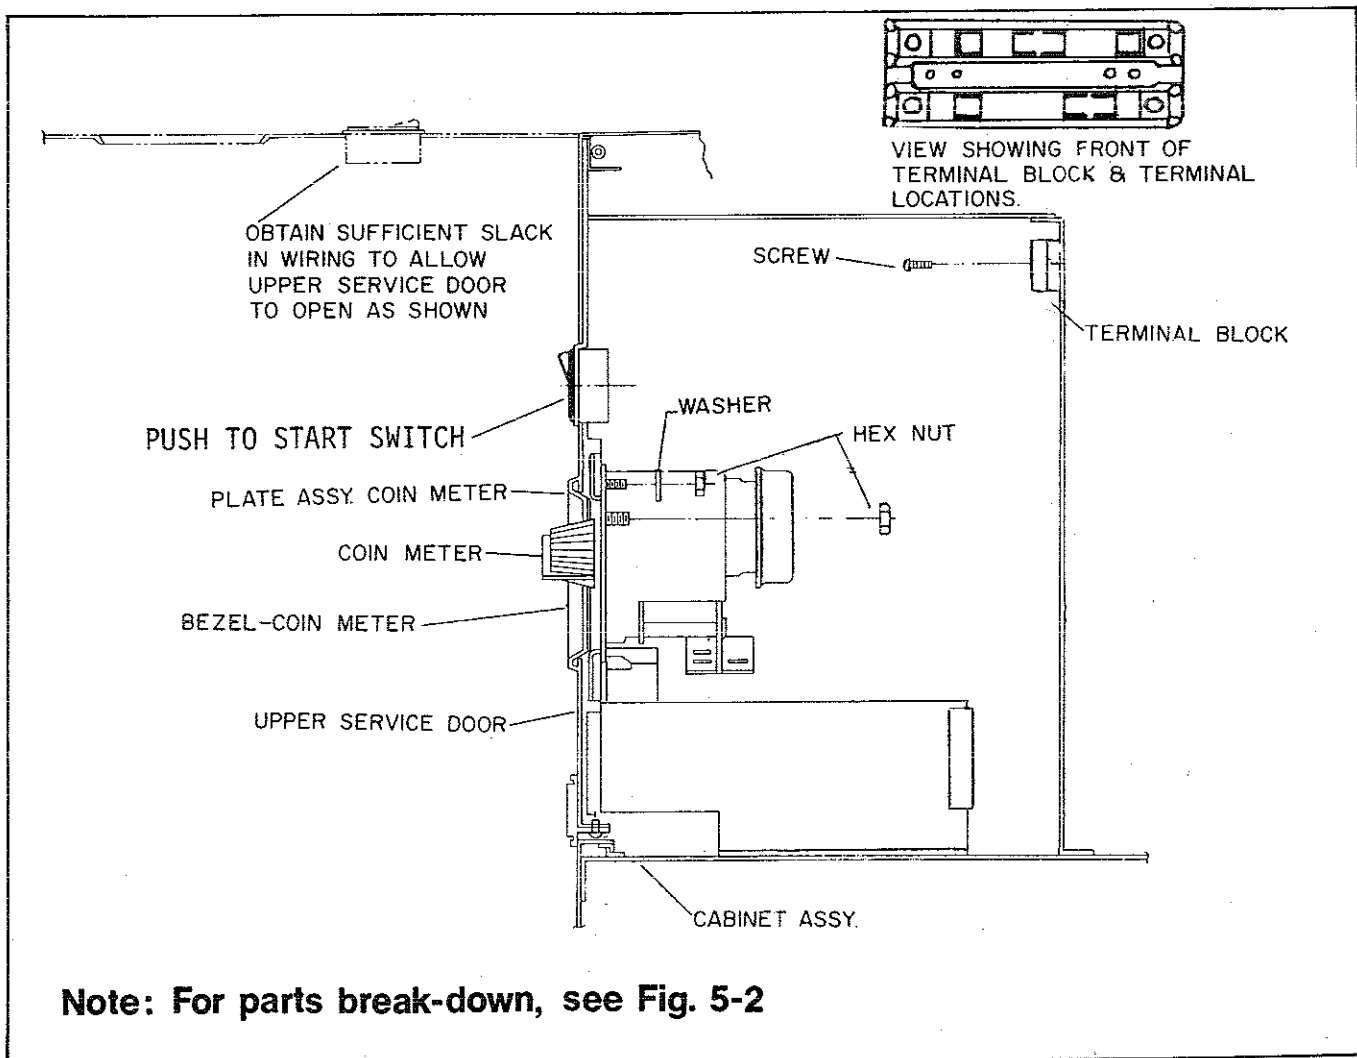 VIEW SHOWING FRONT OF
TERMINAL BLOCK & TERMINAL
LOCATIONS.
OBTAIN SUFFICIENT SLACK
IN WIRING TO ALLOW
UPPER SERVICE DOOR
TO OPEN AS SHOWN
SCREW
TERMINAL BLOCK
WASHER
PUSH TO START SWITCH
HEX NUT
PLATE ASSY. COIN METER
COIN METER
BEZEL-COIN METER
UPPER SERVICE DOOR
CABINET ASSY.
Note: For parts break-down, see Fig. 5-2